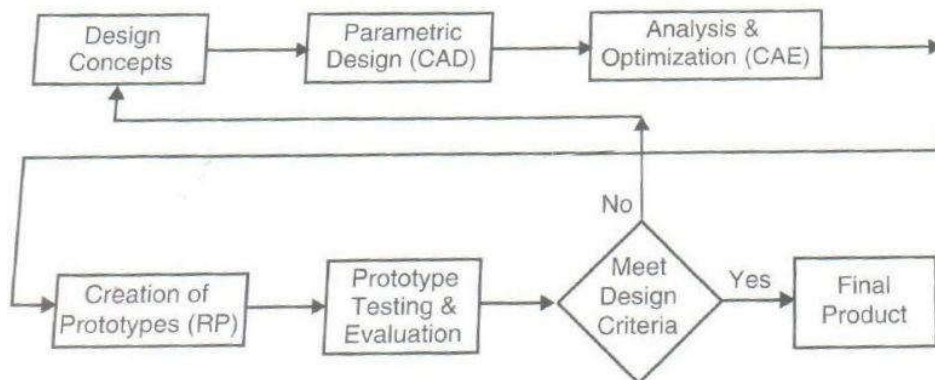 Design
Concepts
Parametric
Design (CAD)
Analysis &
Optimization (CAE)
No
Creation of
Prototypes (RP)
Prototype
Testing &
Evaluation
Meet
Design
Criteria
Yes
Final
Product